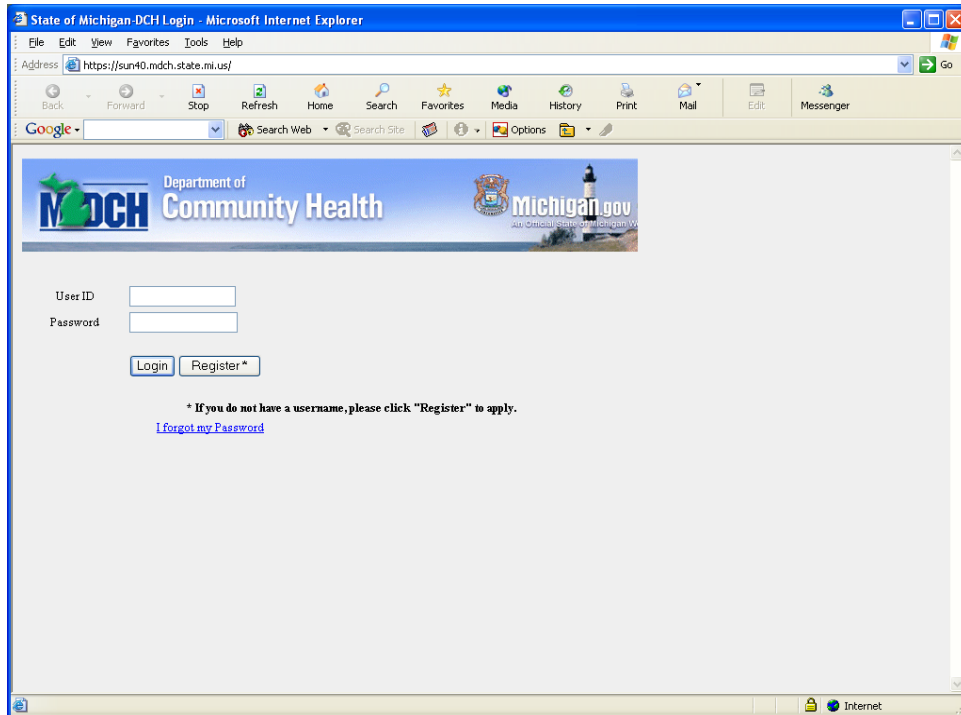 State of Michigan-DCH Login - Microsoft Internet Explorer
File Edit View Favorites Tools Help
Address https://sun40.mdch.state.mi.us/ Go
Back Forward Stop Refresh Home Search Favorites Media History Print Mail Edit Messenger
Google Search Web Search Site Options
MDCH Department of Community Health
Michigan.gov
An Official State of Michigan W
User ID
Password
Login Register*
* If you do not have a username, please click "Register" to apply.
I forgot my Password
Internet